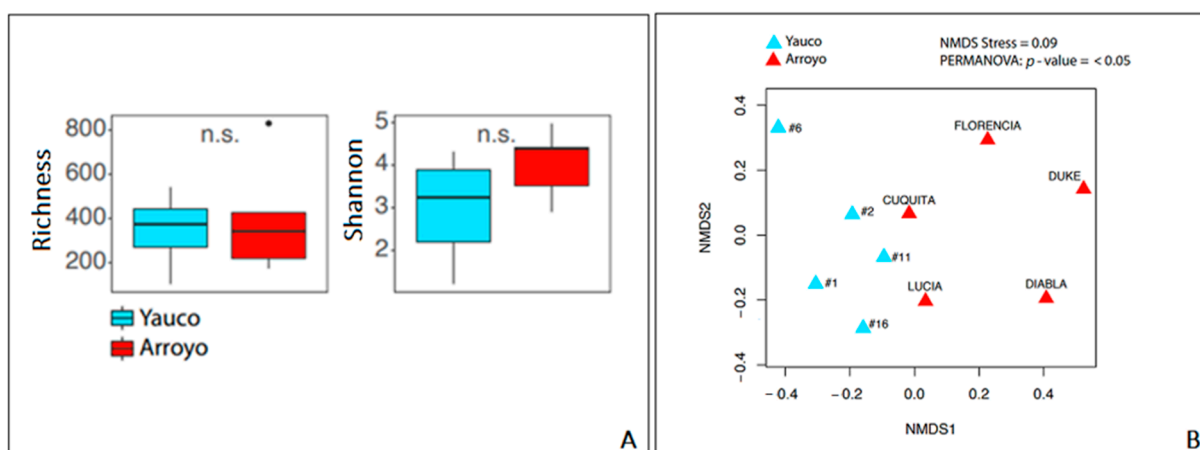 Richness
800
600
400
200
n.s.
Shannon
5
4
3
2
n.s.
Yauco
Arroyo
A
Yauco
Arroyo
NMDS Stress = 0.09
PERMANOVA: p - value = < 0.05
NMDS2
0.4
0.2
0.0
- 0.2
- 0.4
#6
FLORENCIA
DUKE
CUQUITA
#2
#11
#1
LUCIA
DIABLA
#16
- 0.4
- 0.2
0.0
0.2
0.4
NMDS1
B